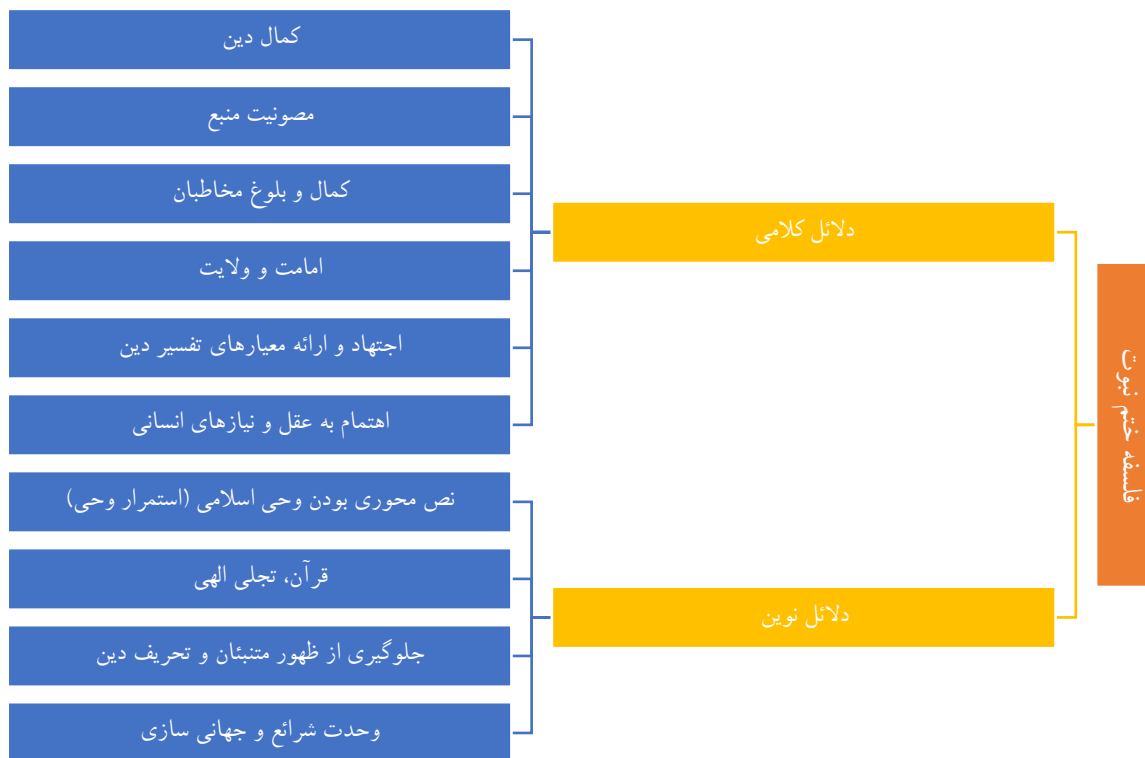 فلسفه ختم نبوت
دلائل کلامی
کمال دین
مصونیت منبع
کمال و بلوغ مخاطبان
امامت و ولایت
اجتهاد و ارائه معیارهای تفسیر دین
اهتمام به عقل و نیازهای انسانی
دلائل نوین
نص محوری بودن وحی اسلامی (استمرار وحی)
قرآن، تجلی الهی
جلوگیری از ظهور متنبئان و تحریف دین
وحدت شرائع و جهانی سازی